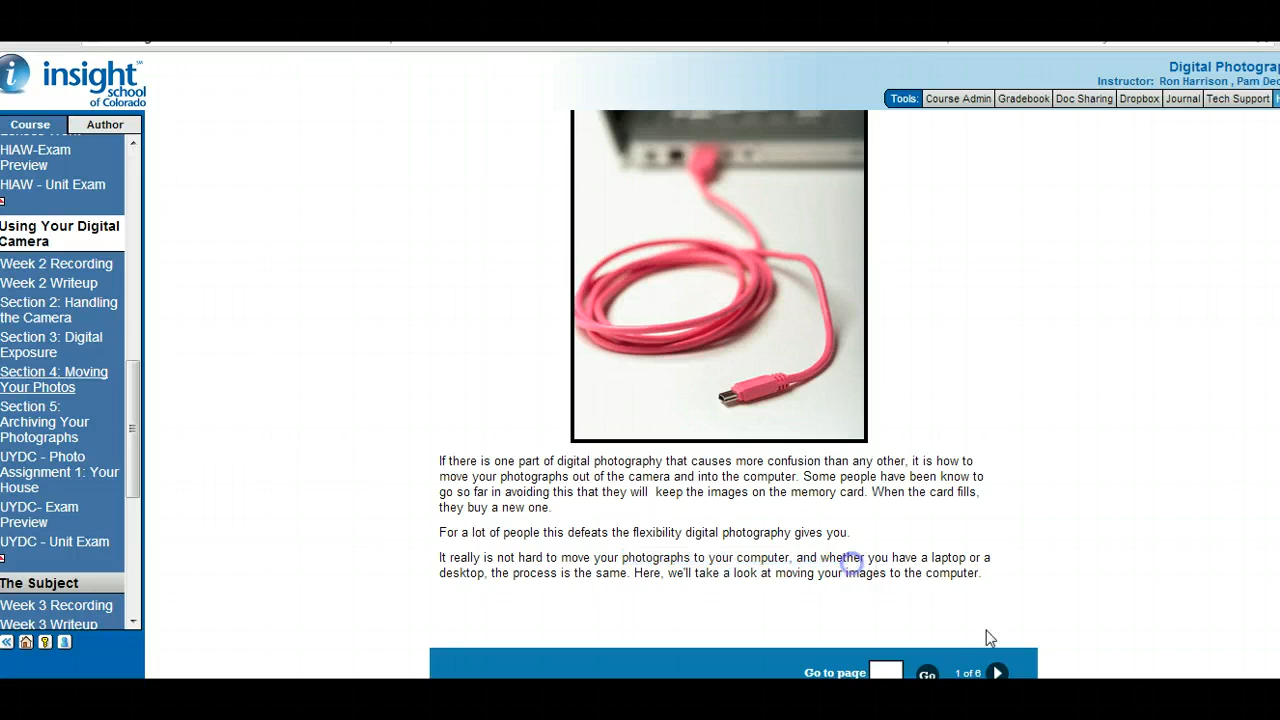 insight
school
of Colorado
Digital Photogra
Instructor: Ron Harrison , Pam Dec
Tools:
Course Admin
Gradebook
Doc Sharing
Dropbox
Journal
Tech Support
Course
Author
HIAW-Exam
Preview
HIAW - Unit Exam
Using Your Digital
Camera
Week 2 Recording
Week 2 Writeup
Section 2: Handling
the Camera
Section 3: Digital
Exposure
Section 4: Moving
Your Photos
Section 5:
Archiving Your
Photographs
UYDC - Photo
Assignment 1: Your
House
UYDC- Exam
Preview
UYDC - Unit Exam
The Subject
Week 3 Recording
Week 3 Writeup
If there is one part of digital photography that causes more confusion than any other, it is how to
move your photographs out of the camera and into the computer. Some people have been know to
go so far in avoiding this that they will keep the images on the memory card. When the card fills,
they buy a new one.
For a lot of people this defeats the flexibility digital photography gives you.
It really is not hard to move your photographs to your computer, and whether you have a laptop or a
desktop, the process is the same. Here, we'll take a look at moving your images to the computer.
Go to page
Go
1 of 6